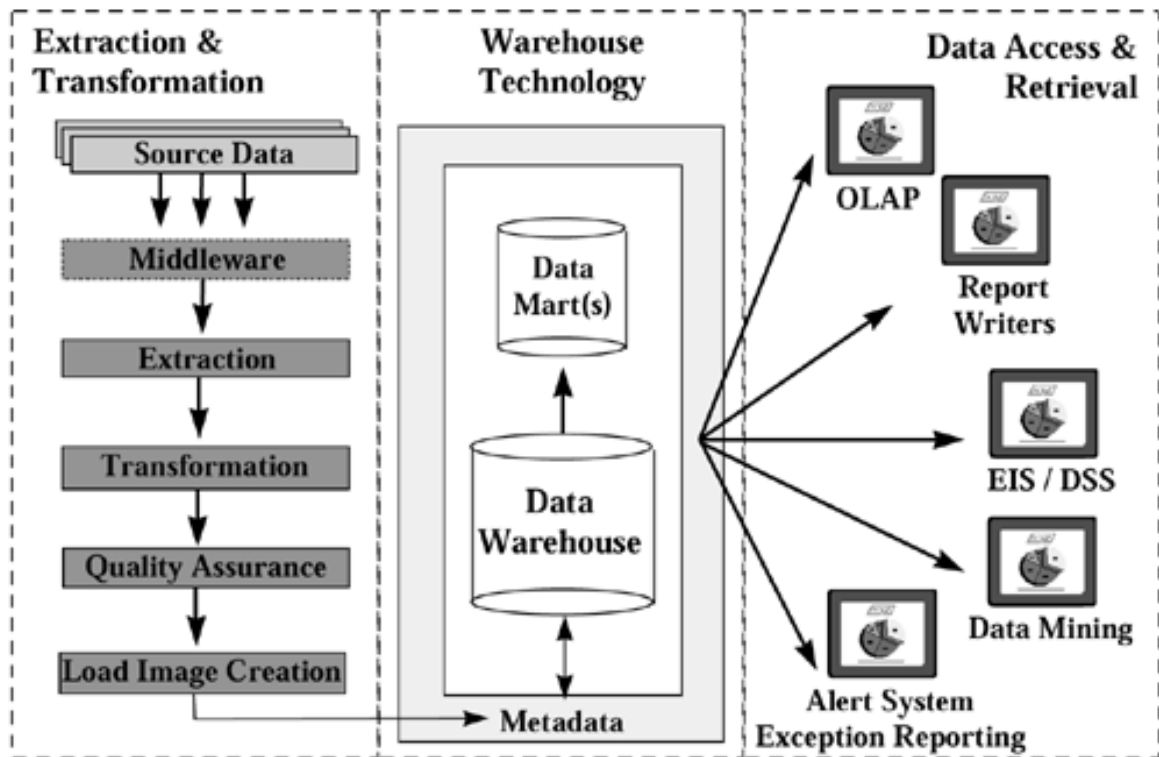 Extraction &
Transformation
Source Data
Middleware
Extraction
Transformation
Quality Assurance
Load Image Creation
Warehouse
Technology
Data
Mart(s)
Data
Warehouse
Metadata
Data Access &
Retrieval
OLAP
Report
Writers
EIS / DSS
Data Mining
Alert System
Exception Reporting